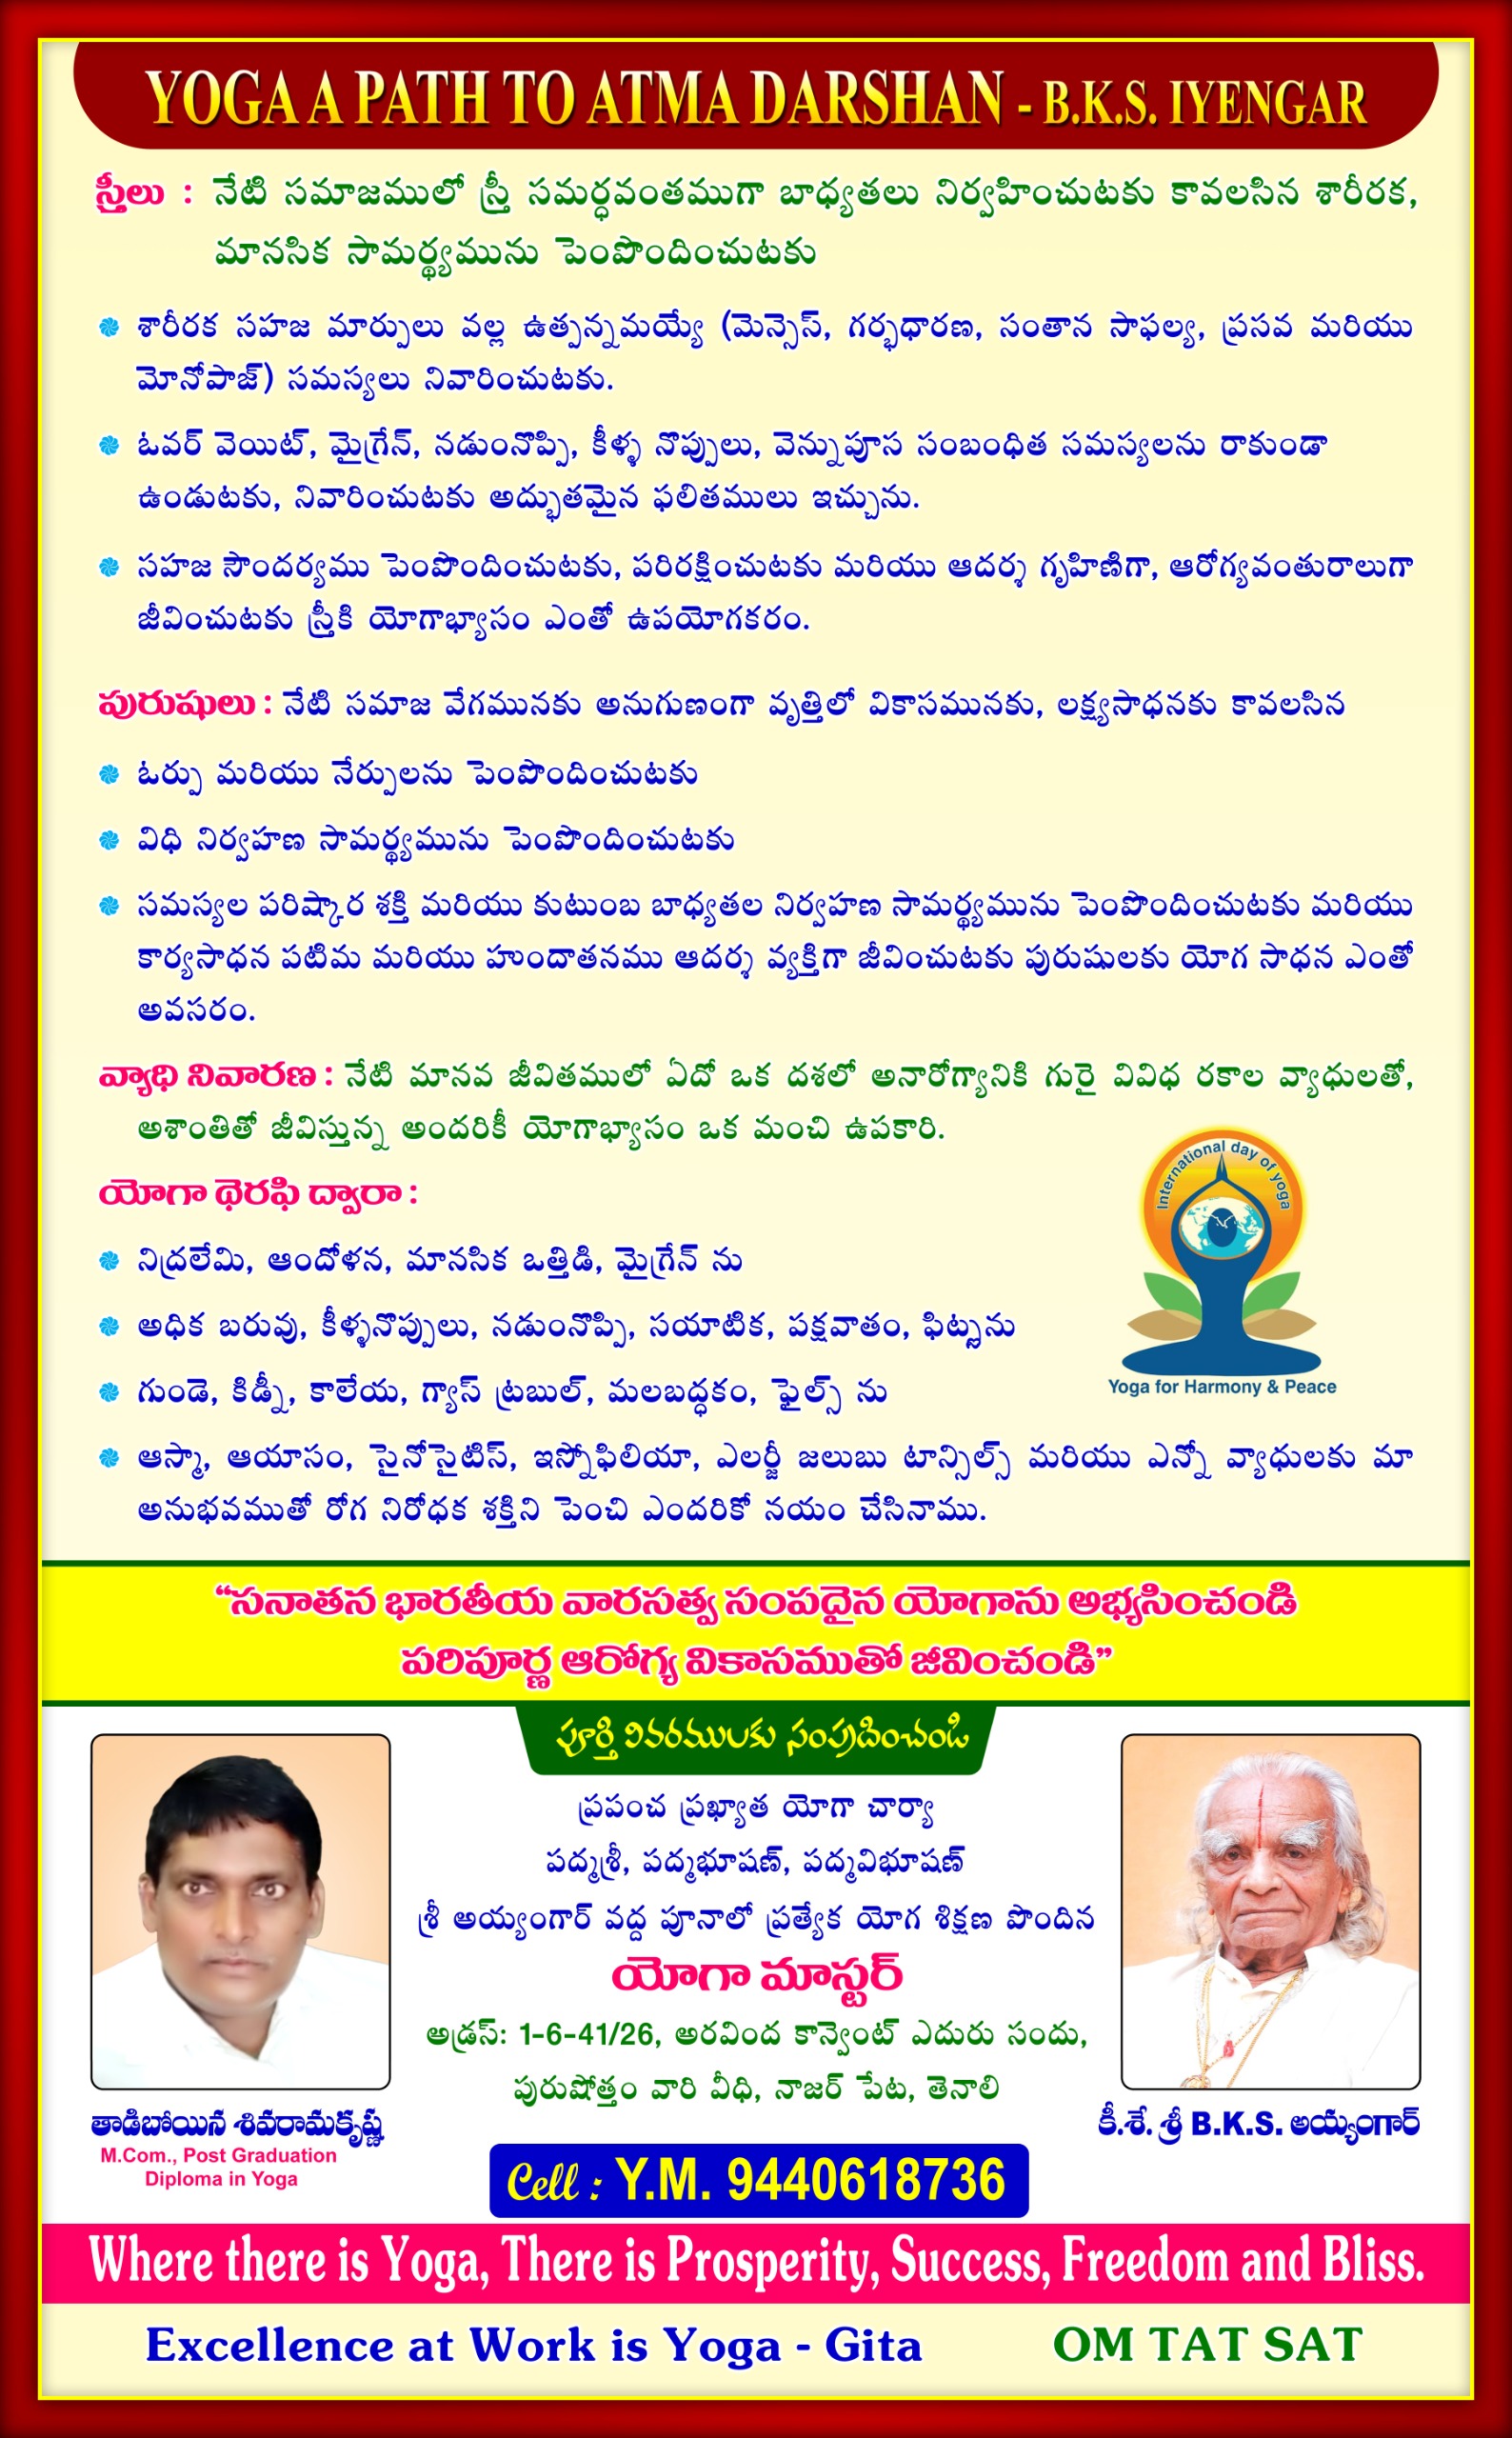 YOGA A PATH TO ATMA DARSHAN - B.K.S. IYENGAR
స్త్రీలు : నేటి సమాజములో స్త్రీ సమర్ధవంతముగా బాధ్యతలు నిర్వహించుటకు కావలసిన శారీరక,
మానసిక సామర్థ్యమును పెంపొందించుటకు
శారీరక సహజ మార్పులు వల్ల ఉత్పన్నమయ్యే (మెన్సెస్, గర్భధారణ, సంతాన సాఫల్య, ప్రసవ మరియు
మోనోపాజ్) సమస్యలు నివారించుటకు.
ఓవర్ వెయిట్, మైగ్రేన్, నడుంనొప్పి, కీళ్ళ నొప్పులు, వెన్నుపూస సంబంధిత సమస్యలను రాకుండా
ఉండుటకు, నివారించుటకు అద్భుతమైన ఫలితములు ఇచ్చును.
సహజ సౌందర్యము పెంపొందించుటకు, పరిరక్షించుటకు మరియు ఆదర్శ గృహిణిగా, ఆరోగ్యవంతురాలుగా
జీవించుటకు స్త్రీకి యోగాభ్యాసం ఎంతో ఉపయోగకరం.
పురుషులు : నేటి సమాజ వేగమునకు అనుగుణంగా వృత్తిలో వికాసమునకు, లక్ష్యసాధనకు కావలసిన
ఓర్పు మరియు నేర్పులను పెంపొందించుటకు
విధి నిర్వహణ సామర్థ్యమును పెంపొందించుటకు
సమస్యల పరిష్కార శక్తి మరియు కుటుంబ బాధ్యతల నిర్వహణ సామర్థ్యమును పెంపొందించుటకు మరియు
కార్యసాధన పటిమ మరియు హుందాతనము ఆదర్శ వ్యక్తిగా జీవించుటకు పురుషులకు యోగ సాధన ఎంతో
అవసరం.
వ్యాధి నివారణ : నేటి మానవ జీవితములో ఏదో ఒక దశలో అనారోగ్యానికి గురై వివిధ రకాల వ్యాధులతో,
అశాంతితో జీవిస్తున్న అందరికీ యోగాభ్యాసం ఒక మంచి ఉపకారి.
యోగా థెరఫి ద్వారా :
నిద్రలేమి, ఆందోళన, మానసిక ఒత్తిడి, మైగ్రేన్ ను
అధిక బరువు, కీళ్ళనొప్పులు, నడుంనొప్పి, సయాటిక, పక్షవాతం, ఫిట్సను
గుండె, కిడ్నీ, కాలేయ, గ్యాస్ ట్రబుల్, మలబద్ధకం, ఫైల్స్ ను
ఆస్మా, ఆయాసం, సైనోసైటిస్, ఇస్నోఫిలియా, ఎలర్జీ జలుబు టాన్సిల్స్ మరియు ఎన్నో వ్యాధులకు మా
అనుభవముతో రోగ నిరోధక శక్తిని పెంచి ఎందరికో నయం చేసినాము.
International day of yoga
Yoga for Harmony & Peace
“సనాతన భారతీయ వారసత్వ సంపదైన యోగాను అభ్యసించండి
పరిపూర్ణ ఆరోగ్య వికాసముతో జీవించండి”
పూర్తి వివరములకు సంప్రదించండి
ప్రపంచ ప్రఖ్యాత యోగా చార్యా
పద్మశ్రీ, పద్మభూషణ్, పద్మవిభూషణ్
శ్రీ అయ్యంగార్ వద్ద పూనాలో ప్రత్యేక యోగ శిక్షణ పొందిన
యోగా మాస్టర్
అడ్రస్: 1-6-41/26, అరవింద కాన్వెంట్ ఎదురు సందు,
పురుషోత్తం వారి వీధి, నాజర్ పేట, తెనాలి
తాడిబోయిన శివరామకృష్ణ
M.Com., Post Graduation
Diploma in Yoga
కీ.శే. శ్రీ B.K.S. అయ్యంగార్
Cell : Y.M. 9440618736
Where there is Yoga, There is Prosperity, Success, Freedom and Bliss.
Excellence at Work is Yoga - Gita OM TAT SAT